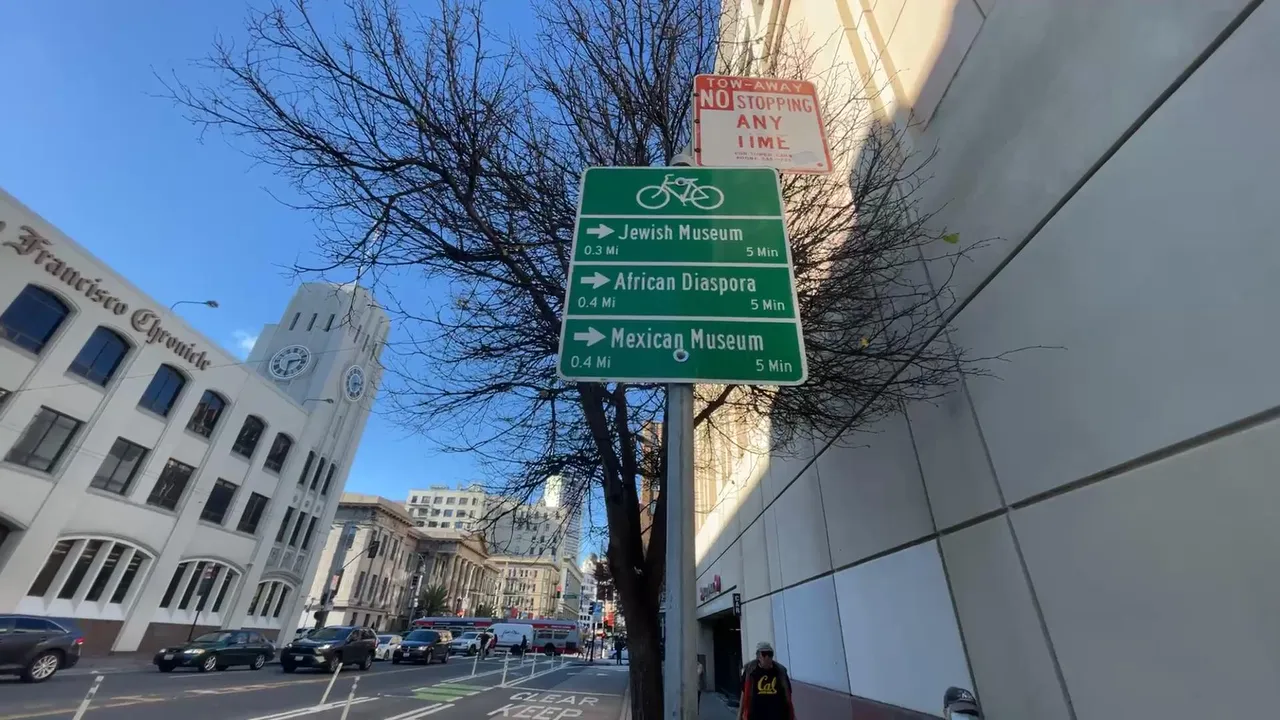 TOW-AWAY
NO STOPPING
ANY
TIME
Jewish Museum
0.3 Mi 5 Min
African Diaspora
0.4 Mi 5 Min
Mexican Museum
0.4 Mi 5 Min
Francisco Chronicle
CLEAR
KEEP
Cal